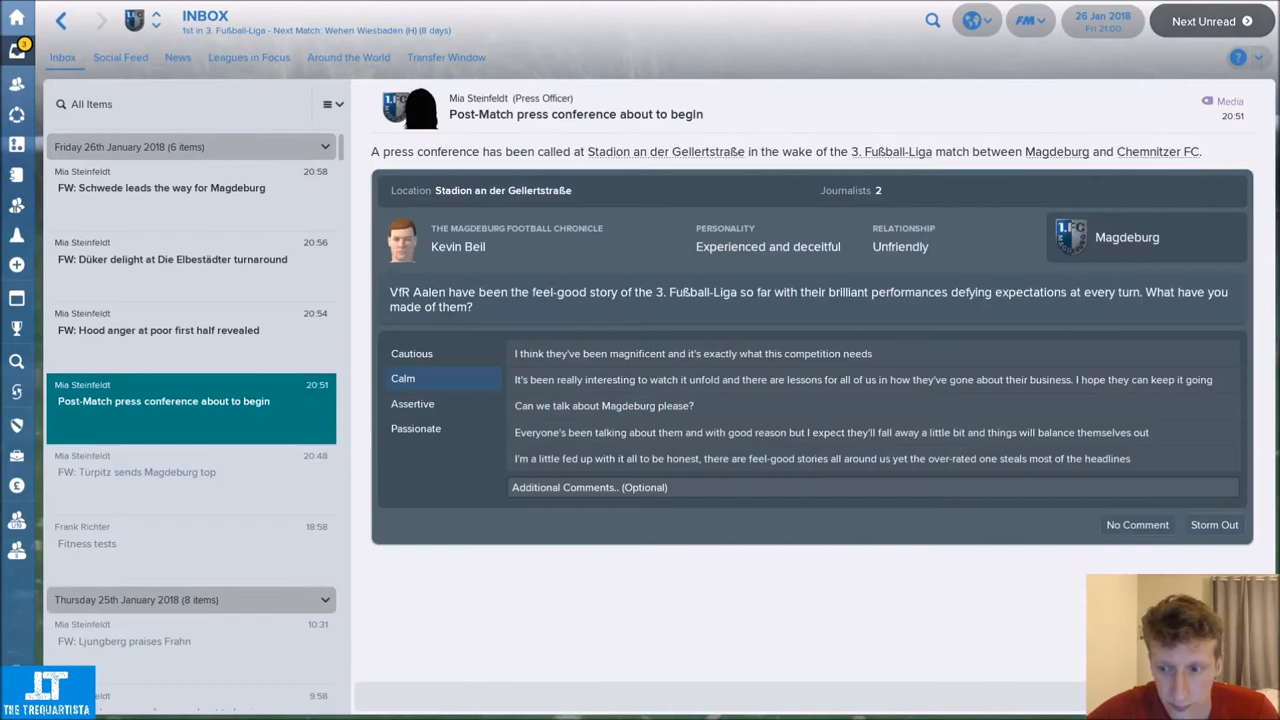 INBOX
1st in 3. Fußball-Liga - Next Match: Wehen Wiesbaden (H) (8 days)
FM
26 Jan 2018
Fri 21:00
Next Unread
3
Inbox
Social Feed
News
Leagues in Focus
Around the World
Transfer Window
?
All Items
Friday 26th January 2018 (6 items)
Mia Steinfeldt 20:58
FW: Schwede leads the way for Magdeburg
Mia Steinfeldt 20:56
FW: Düker delight at Die Elbestädter turnaround
Mia Steinfeldt 20:54
FW: Hood anger at poor first half revealed
Mia Steinfeldt 20:51
Post-Match press conference about to begin
Mia Steinfeldt 20:48
FW: Türpitz sends Magdeburg top
Frank Richter 18:58
Fitness tests
Thursday 25th January 2018 (8 items)
Mia Steinfeldt 10:31
FW: Ljungberg praises Frahn
9:58
JT
THE TREQUARTISTA
Mia Steinfeldt (Press Officer)
Post-Match press conference about to begin
Media
20:51
A press conference has been called at Stadion an der Gellertstraße in the wake of the 3. Fußball-Liga match between Magdeburg and Chemnitzer FC.
Location Stadion an der Gellertstraße
Journalists 2
THE MAGDEBURG FOOTBALL CHRONICLE
Kevin Beil
PERSONALITY
Experienced and deceitful
RELATIONSHIP
Unfriendly
Magdeburg
VfR Aalen have been the feel-good story of the 3. Fußball-Liga so far with their brilliant performances defying expectations at every turn. What have you
made of them?
Cautious
Calm
Assertive
Passionate
I think they've been magnificent and it's exactly what this competition needs
It's been really interesting to watch it unfold and there are lessons for all of us in how they've gone about their business. I hope they can keep it going
Can we talk about Magdeburg please?
Everyone's been talking about them and with good reason but I expect they'll fall away a little bit and things will balance themselves out
I'm a little fed up with it all to be honest, there are feel-good stories all around us yet the over-rated one steals most of the headlines
Additional Comments.. (Optional)
No Comment
Storm Out